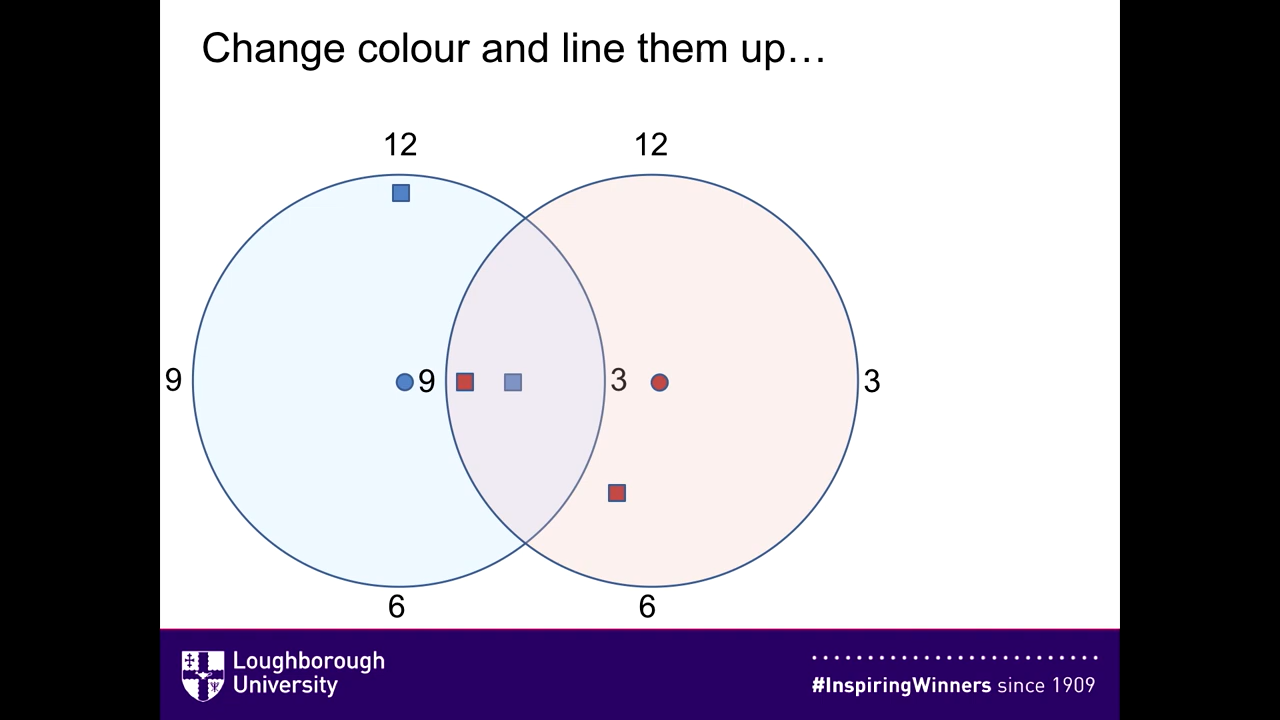 Change colour and line them up…
12
12
9
9
3
3
6
6
Loughborough
University
#InspiringWinners since 1909